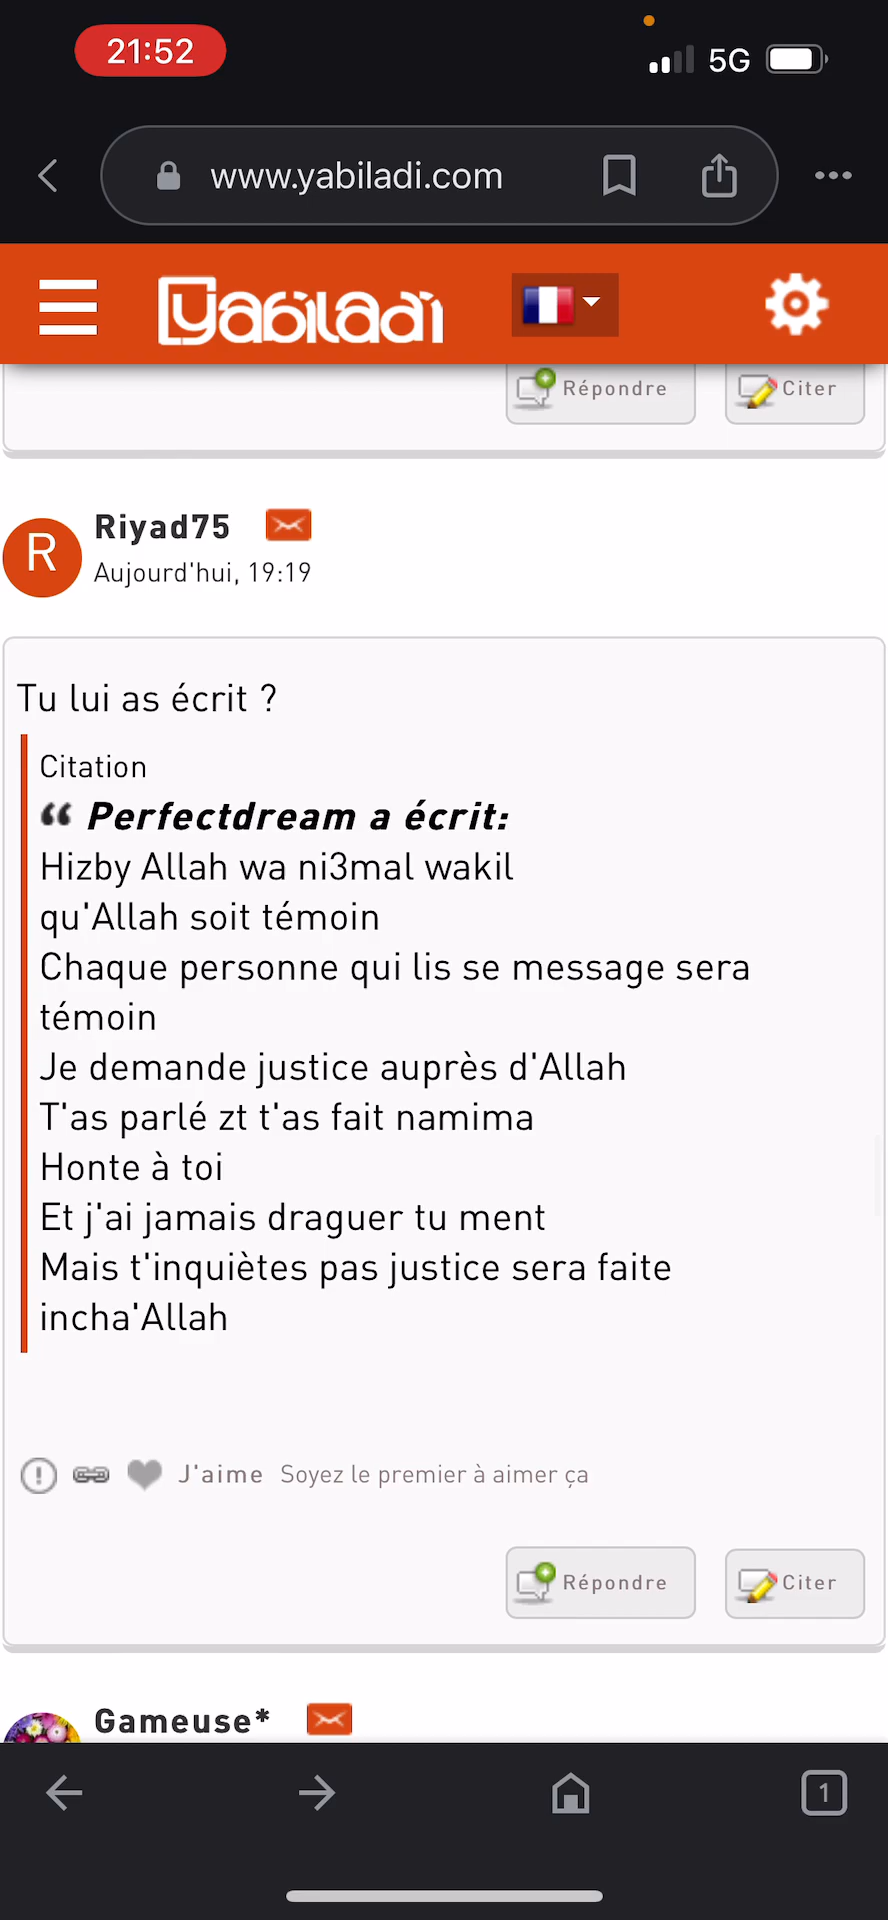 21:52
5G
www.yabiladi.com
yabiladi
Répondre
Citer
R
Riyad75
Aujourd'hui, 19:19
Tu lui as écrit ?
Citation
“ Perfectdream a écrit:
Hizby Allah wa ni3mal wakil
qu'Allah soit témoin
Chaque personne qui lis se message sera
témoin
Je demande justice auprès d'Allah
T'as parlé zt t'as fait namima
Honte à toi
Et j'ai jamais draguer tu ment
Mais t'inquiètes pas justice sera faite
incha'Allah
J'aime Soyez le premier à aimer ça
Répondre
Citer
Gameuse*
1